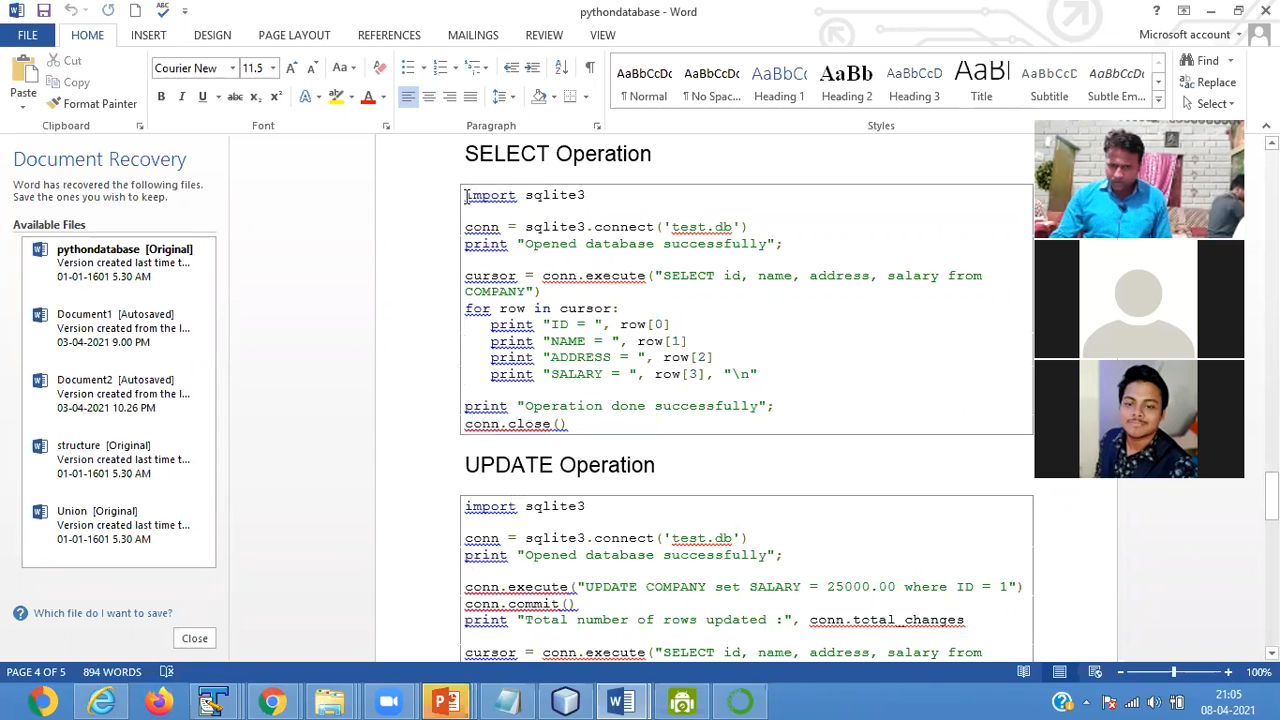 pythondatabase - Word
FILE HOME INSERT DESIGN PAGE LAYOUT REFERENCES MAILINGS REVIEW VIEW Microsoft account
Paste
Cut
Copy
Format Painter
Clipboard
Courier New 11.5
Font
Paragraph
AaBbCcDc AaBbCcDc AaBbC AaBb AaBbCcDc AaBl AaBbCcDc AaBbCcDc
¶ Normal ¶ No Spac... Heading 1 Heading 2 Heading 3 Title Subtitle Subtle Em...
Styles
Find
Replace
Select
Document Recovery
Word has recovered the following files.
Save the ones you wish to keep.
Available Files
pythondatabase [Original]
Version created last time t...
01-01-1601 5.30 AM
Document1 [Autosaved]
Version created from the l...
03-04-2021 9.00 PM
Document2 [Autosaved]
Version created from the l...
03-04-2021 10.26 PM
structure [Original]
Version created last time t...
01-01-1601 5.30 AM
Union [Original]
Version created last time t...
01-01-1601 5.30 AM
Which file do I want to save?
Close
SELECT Operation
import sqlite3
conn = sqlite3.connect('test.db')
print "Opened database successfully";
cursor = conn.execute("SELECT id, name, address, salary from
COMPANY")
for row in cursor:
print "ID = ", row[0]
print "NAME = ", row[1]
print "ADDRESS = ", row[2]
print "SALARY = ", row[3], "\n"
print "Operation done successfully";
conn.close()
UPDATE Operation
import sqlite3
conn = sqlite3.connect('test.db')
print "Opened database successfully";
conn.execute("UPDATE COMPANY set SALARY = 25000.00 where ID = 1")
conn.commit()
print "Total number of rows updated :", conn.total_changes
cursor = conn.execute("SELECT id, name, address, salary from
PAGE 4 OF 5 894 WORDS 100%
21:05
08-04-2021